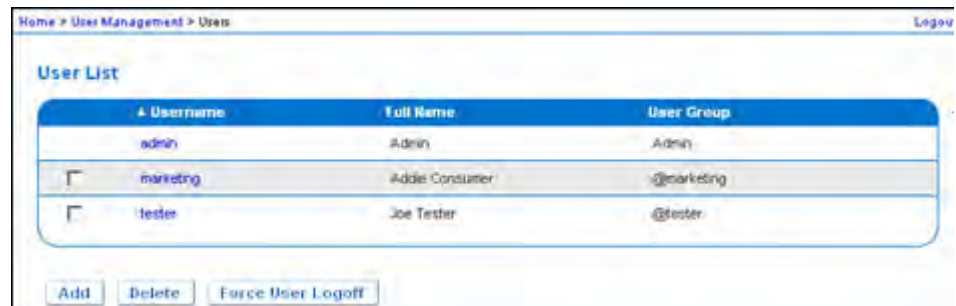 Home > User Management > Users Logout
User List
▲ Username Full Name User Group
admin Admin Admin
marketing Addie Consumer @marketing
tester Joe Tester @tester
Add Delete Force User Logoff